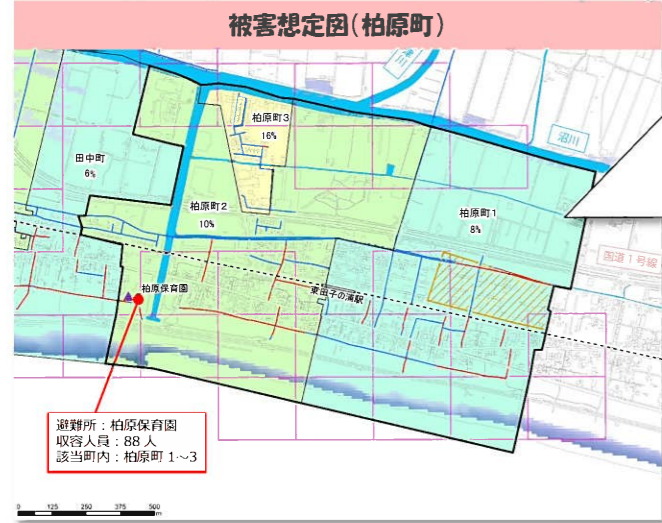 被害想定図(柏原町)
柏原町3
16%
沼川
田中町
6%
柏原町2
10%
柏原町1
8%
国道1号線
柏原保育園
東田子の浦駅
避難所:柏原保育園
収容人員:88人
該当町内:柏原町1~3
0 125 250 375 500
m